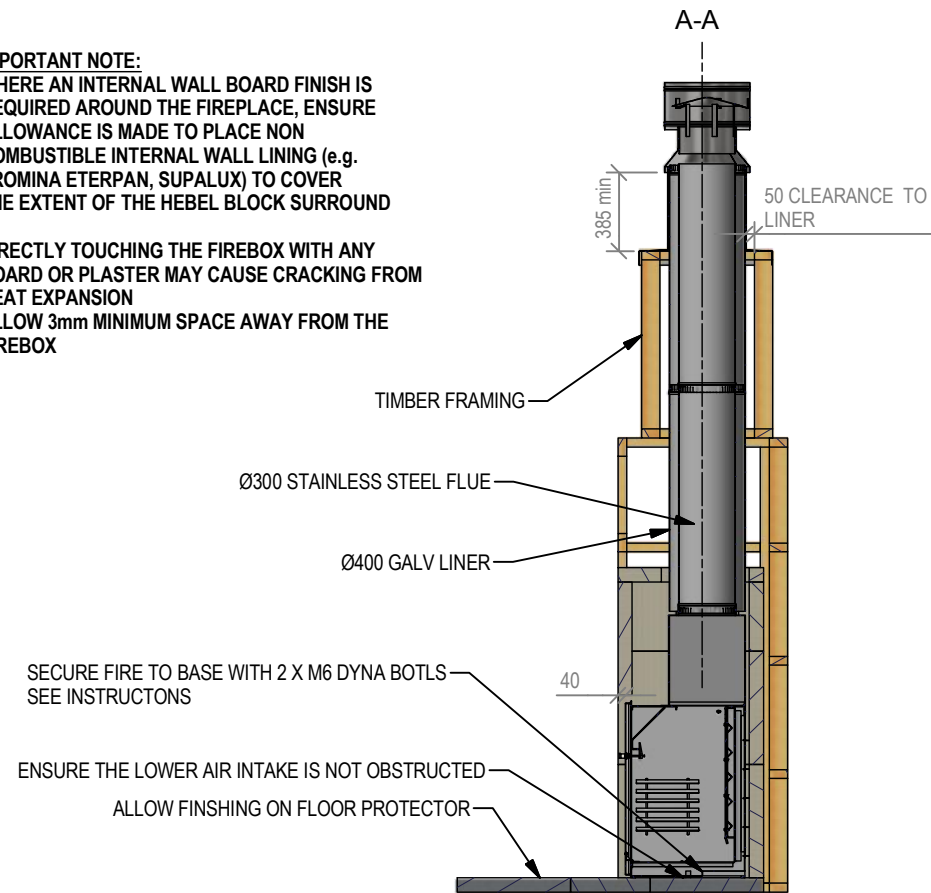 A-A
PORTANT NOTE:
HERE AN INTERNAL WALL BOARD FINISH IS
EQUIRED AROUND THE FIREPLACE, ENSURE
LLOWANCE IS MADE TO PLACE NON
OMBUSTIBLE INTERNAL WALL LINING (e.g.
ROMINA ETERPAN, SUPALUX) TO COVER
HE EXTENT OF THE HEBEL BLOCK SURROUND
RECTLY TOUCHING THE FIREBOX WITH ANY
OARD OR PLASTER MAY CAUSE CRACKING FROM
EAT EXPANSION
LLOW 3mm MINIMUM SPACE AWAY FROM THE
REBOX
385 min
50 CLEARANCE TO
LINER
TIMBER FRAMING
Ø300 STAINLESS STEEL FLUE
Ø400 GALV LINER
SECURE FIRE TO BASE WITH 2 X M6 DYNA BOTLS
SEE INSTRUCTONS
40
ENSURE THE LOWER AIR INTAKE IS NOT OBSTRUCTED
ALLOW FINSHING ON FLOOR PROTECTOR